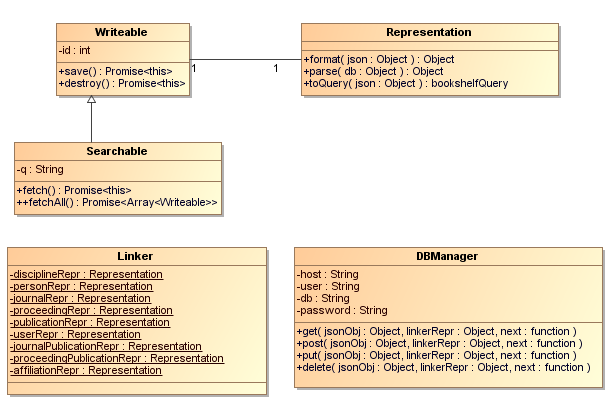 Writeable
-id : int
+save() : Promise<this>
+destroy() : Promise<this>
1
1
Representation
+format( json : Object ) : Object
+parse( db : Object ) : Object
+toQuery( json : Object ) : bookshelfQuery
Searchable
-q : String
+fetch() : Promise<this>
++fetchAll() : Promise<Array<Writeable>>
Linker
-disciplineRepr : Representation
-personRepr : Representation
-journalRepr : Representation
-proceedingRepr : Representation
-publicationRepr : Representation
-userRepr : Representation
-journalPublicationRepr : Representation
-proceedingPublicationRepr : Representation
-affiliationRepr : Representation
DBManager
-host : String
-user : String
-db : String
-password : String
+get( jsonObj : Object, linkerRepr : Object, next : function )
+post( jsonObj : Object, linkerRepr : Object, next : function )
+put( jsonObj : Object, linkerRepr : Object, next : function )
+delete( jsonObj : Object, linkerRepr : Object, next : function )